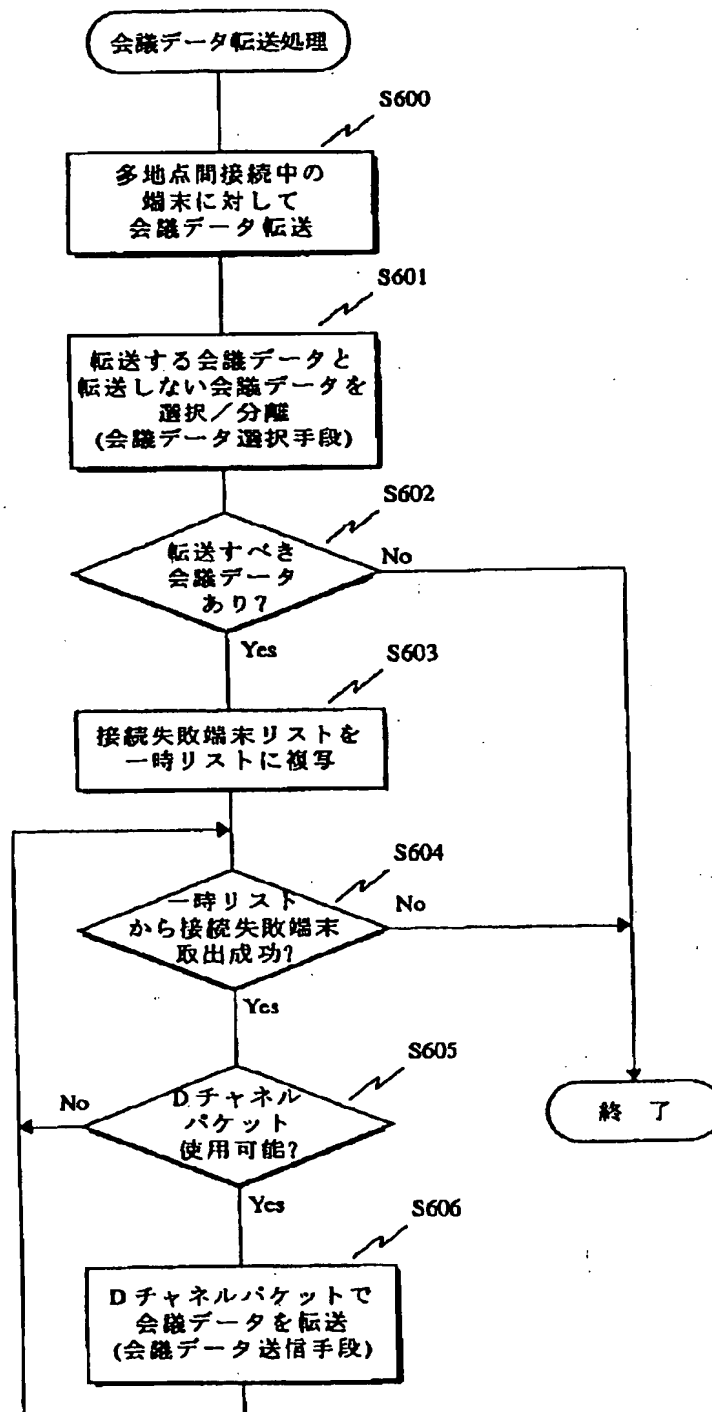 会議データ転送処理
S600
多地点間接続中の
端末に対して
会議データ転送
S601
転送する会議データと
転送しない会議データを
選択／分離
(会議データ選択手段)
S602
転送すべき
会議データ
あり?
No
Yes
S603
接続失敗端末リストを
一時リストに複写
S604
一時リスト
から接続失敗端末
取出成功?
No
Yes
S605
Dチャネル
パケット
使用可能?
No
Yes
終 了
S606
Dチャネルパケットで
会議データを転送
(会議データ送信手段)